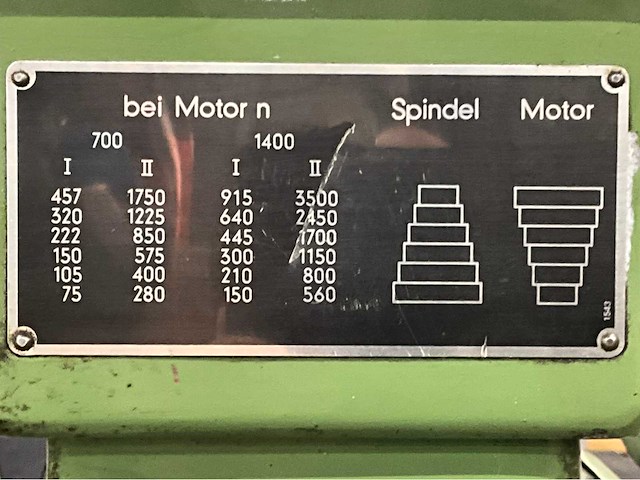 bei Motor n Spindel Motor
700 1400
I II I II
457 1750 915 3500
320 1225 640 2450
222 850 445 1700
150 575 300 1150
105 400 210 800
75 280 150 560
1543